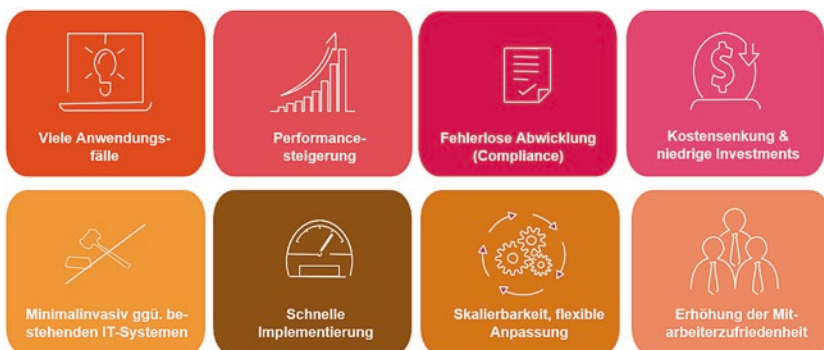 Viele Anwendungs-
fälle
Performance-
steigerung
Fehlerlose Abwicklung
(Compliance)
$
Kostensenkung &
niedrige Investments
Minimalinvasiv ggü. be-
stehenden IT-Systemen
Schnelle
Implementierung
Skalierbarkeit, flexible
Anpassung
Erhöhung der Mit-
arbeiterzufriedenheit